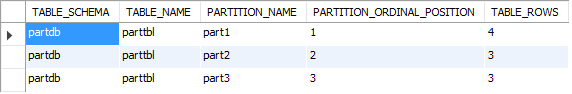 TABLE_SCHEMA TABLE_NAME PARTITION_NAME PARTITION_ORDINAL_POSITION TABLE_ROWS
partdb parttbl part1 1 4
partdb parttbl part2 2 3
partdb parttbl part3 3 3